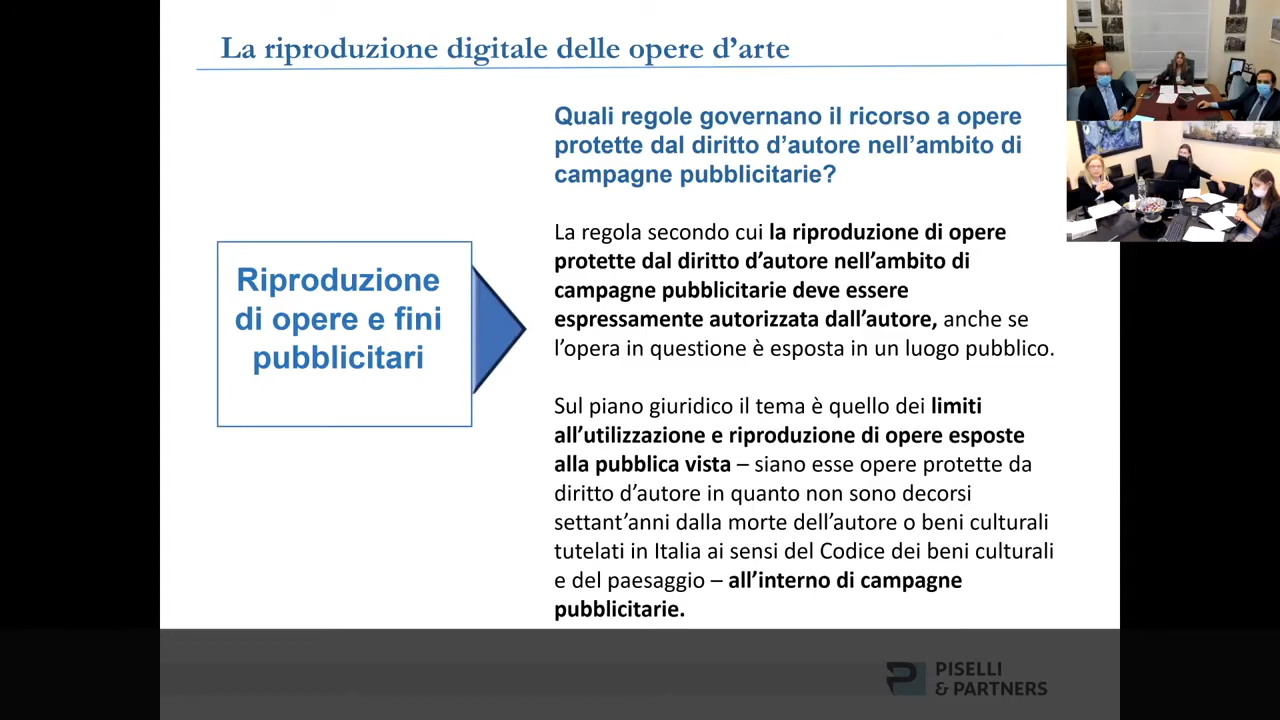 La riproduzione digitale delle opere d’arte
Quali regole governano il ricorso a opere
protette dal diritto d’autore nell’ambito di
campagne pubblicitarie?
Riproduzione
di opere e fini
pubblicitari
La regola secondo cui la riproduzione di opere
protette dal diritto d’autore nell’ambito di
campagne pubblicitarie deve essere
espressamente autorizzata dall’autore, anche se
l’opera in questione è esposta in un luogo pubblico.
Sul piano giuridico il tema è quello dei limiti
all’utilizzazione e riproduzione di opere esposte
alla pubblica vista – siano esse opere protette da
diritto d’autore in quanto non sono decorsi
settant’anni dalla morte dell’autore o beni culturali
tutelati in Italia ai sensi del Codice dei beni culturali
e del paesaggio – all’interno di campagne
pubblicitarie.
PISELLI
& PARTNERS